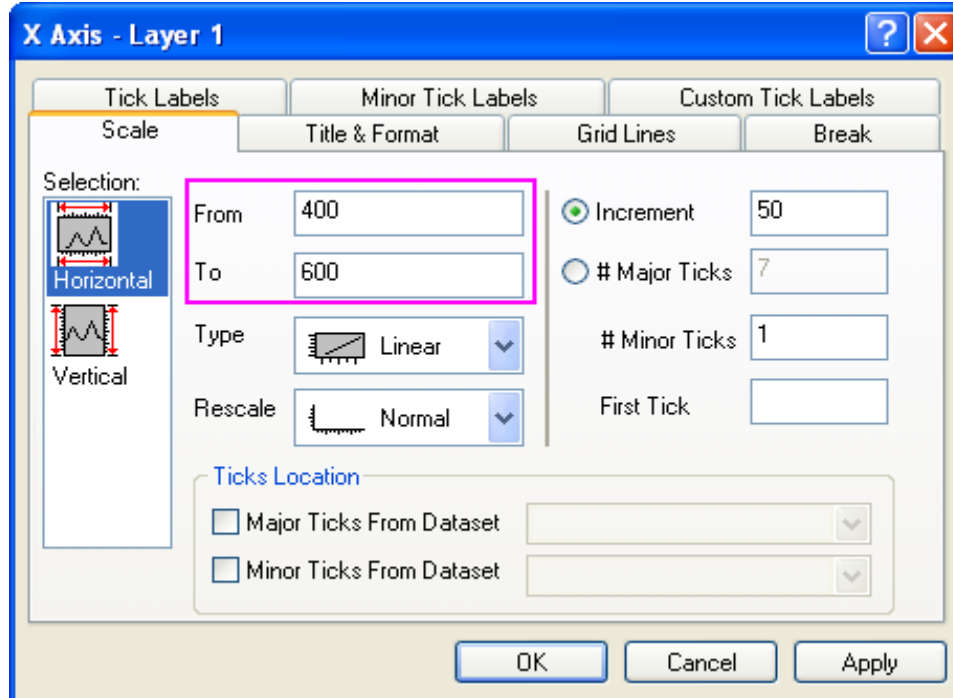 X Axis - Layer 1
Tick Labels
Minor Tick Labels
Custom Tick Labels
Scale
Title & Format
Grid Lines
Break
Selection:
Horizontal
Vertical
From 400
To 600
Type Linear
Rescale Normal
Increment 50
# Major Ticks 7
# Minor Ticks 1
First Tick
Ticks Location
Major Ticks From Dataset
Minor Ticks From Dataset
OK
Cancel
Apply